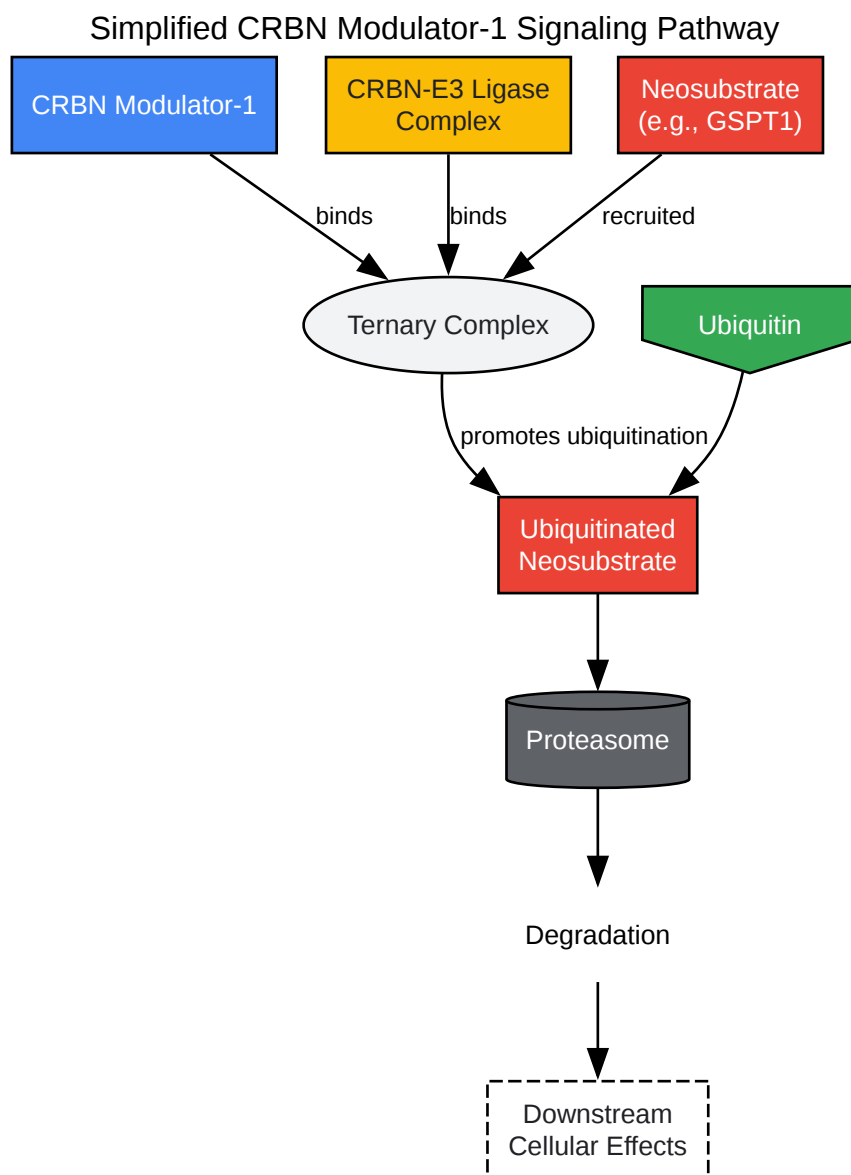 Simplified CRBN Modulator-1 Signaling Pathway
CRBN Modulator-1
CRBN-E3 Ligase
Complex
Neosubstrate
(e.g., GSPT1)
binds
binds
recruited
Ternary Complex
Ubiquitin
promotes ubiquitination
Ubiquitinated
Neosubstrate
Proteasome
Degradation
Downstream
Cellular Effects